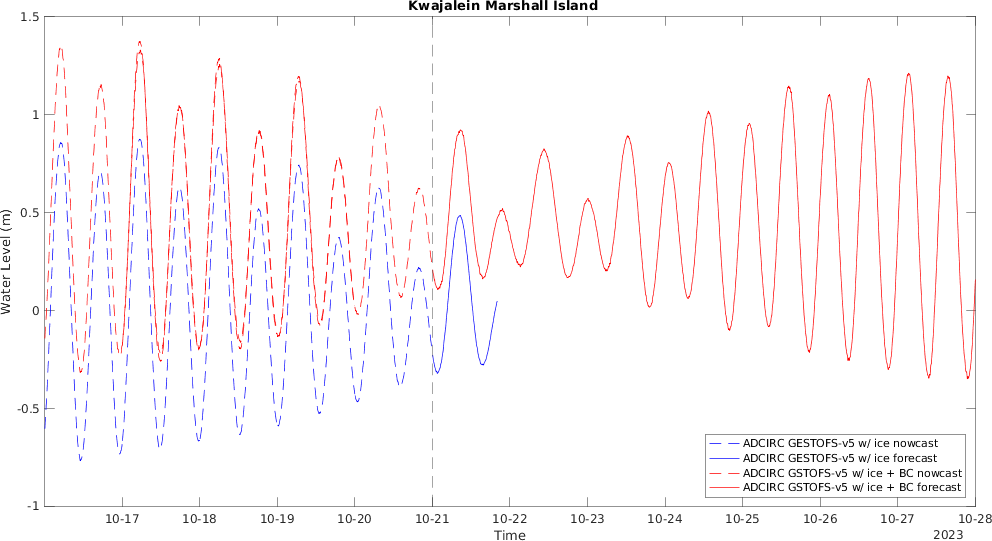 Kwajalein Marshall Island
1.5
1
0.5
0
-0.5
-1
Water Level (m)
ADCIRC GESTOFS-v5 w/ ice nowcast
ADCIRC GESTOFS-v5 w/ ice forecast
ADCIRC GSTOFS-v5 w/ ice + BC nowcast
ADCIRC GSTOFS-v5 w/ ice + BC forecast
10-17 10-18 10-19 10-20 10-21 10-22 10-23 10-24 10-25 10-26 10-27 10-28
Time
2023